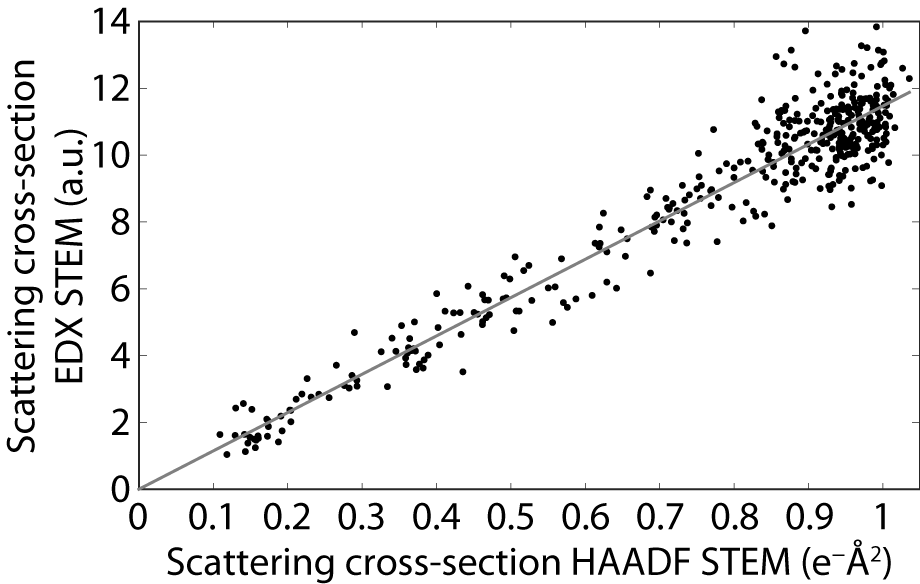 Scattering cross-section
EDX STEM (a.u.)
14
12
10
8
6
4
2
0
0 0.1 0.2 0.3 0.4 0.5 0.6 0.7 0.8 0.9 1
Scattering cross-section HAADF STEM (e⁻Å²)